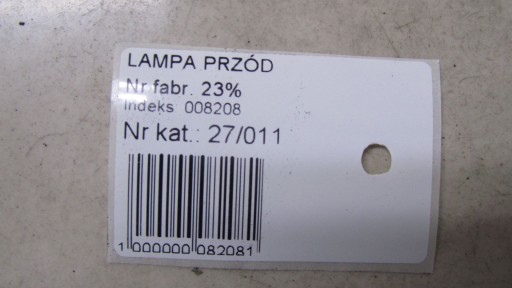 LAMPA PRZÓD
Nr fabr. 23%
Indeks 008208
Nr kat.: 27/011
1 000000 082081